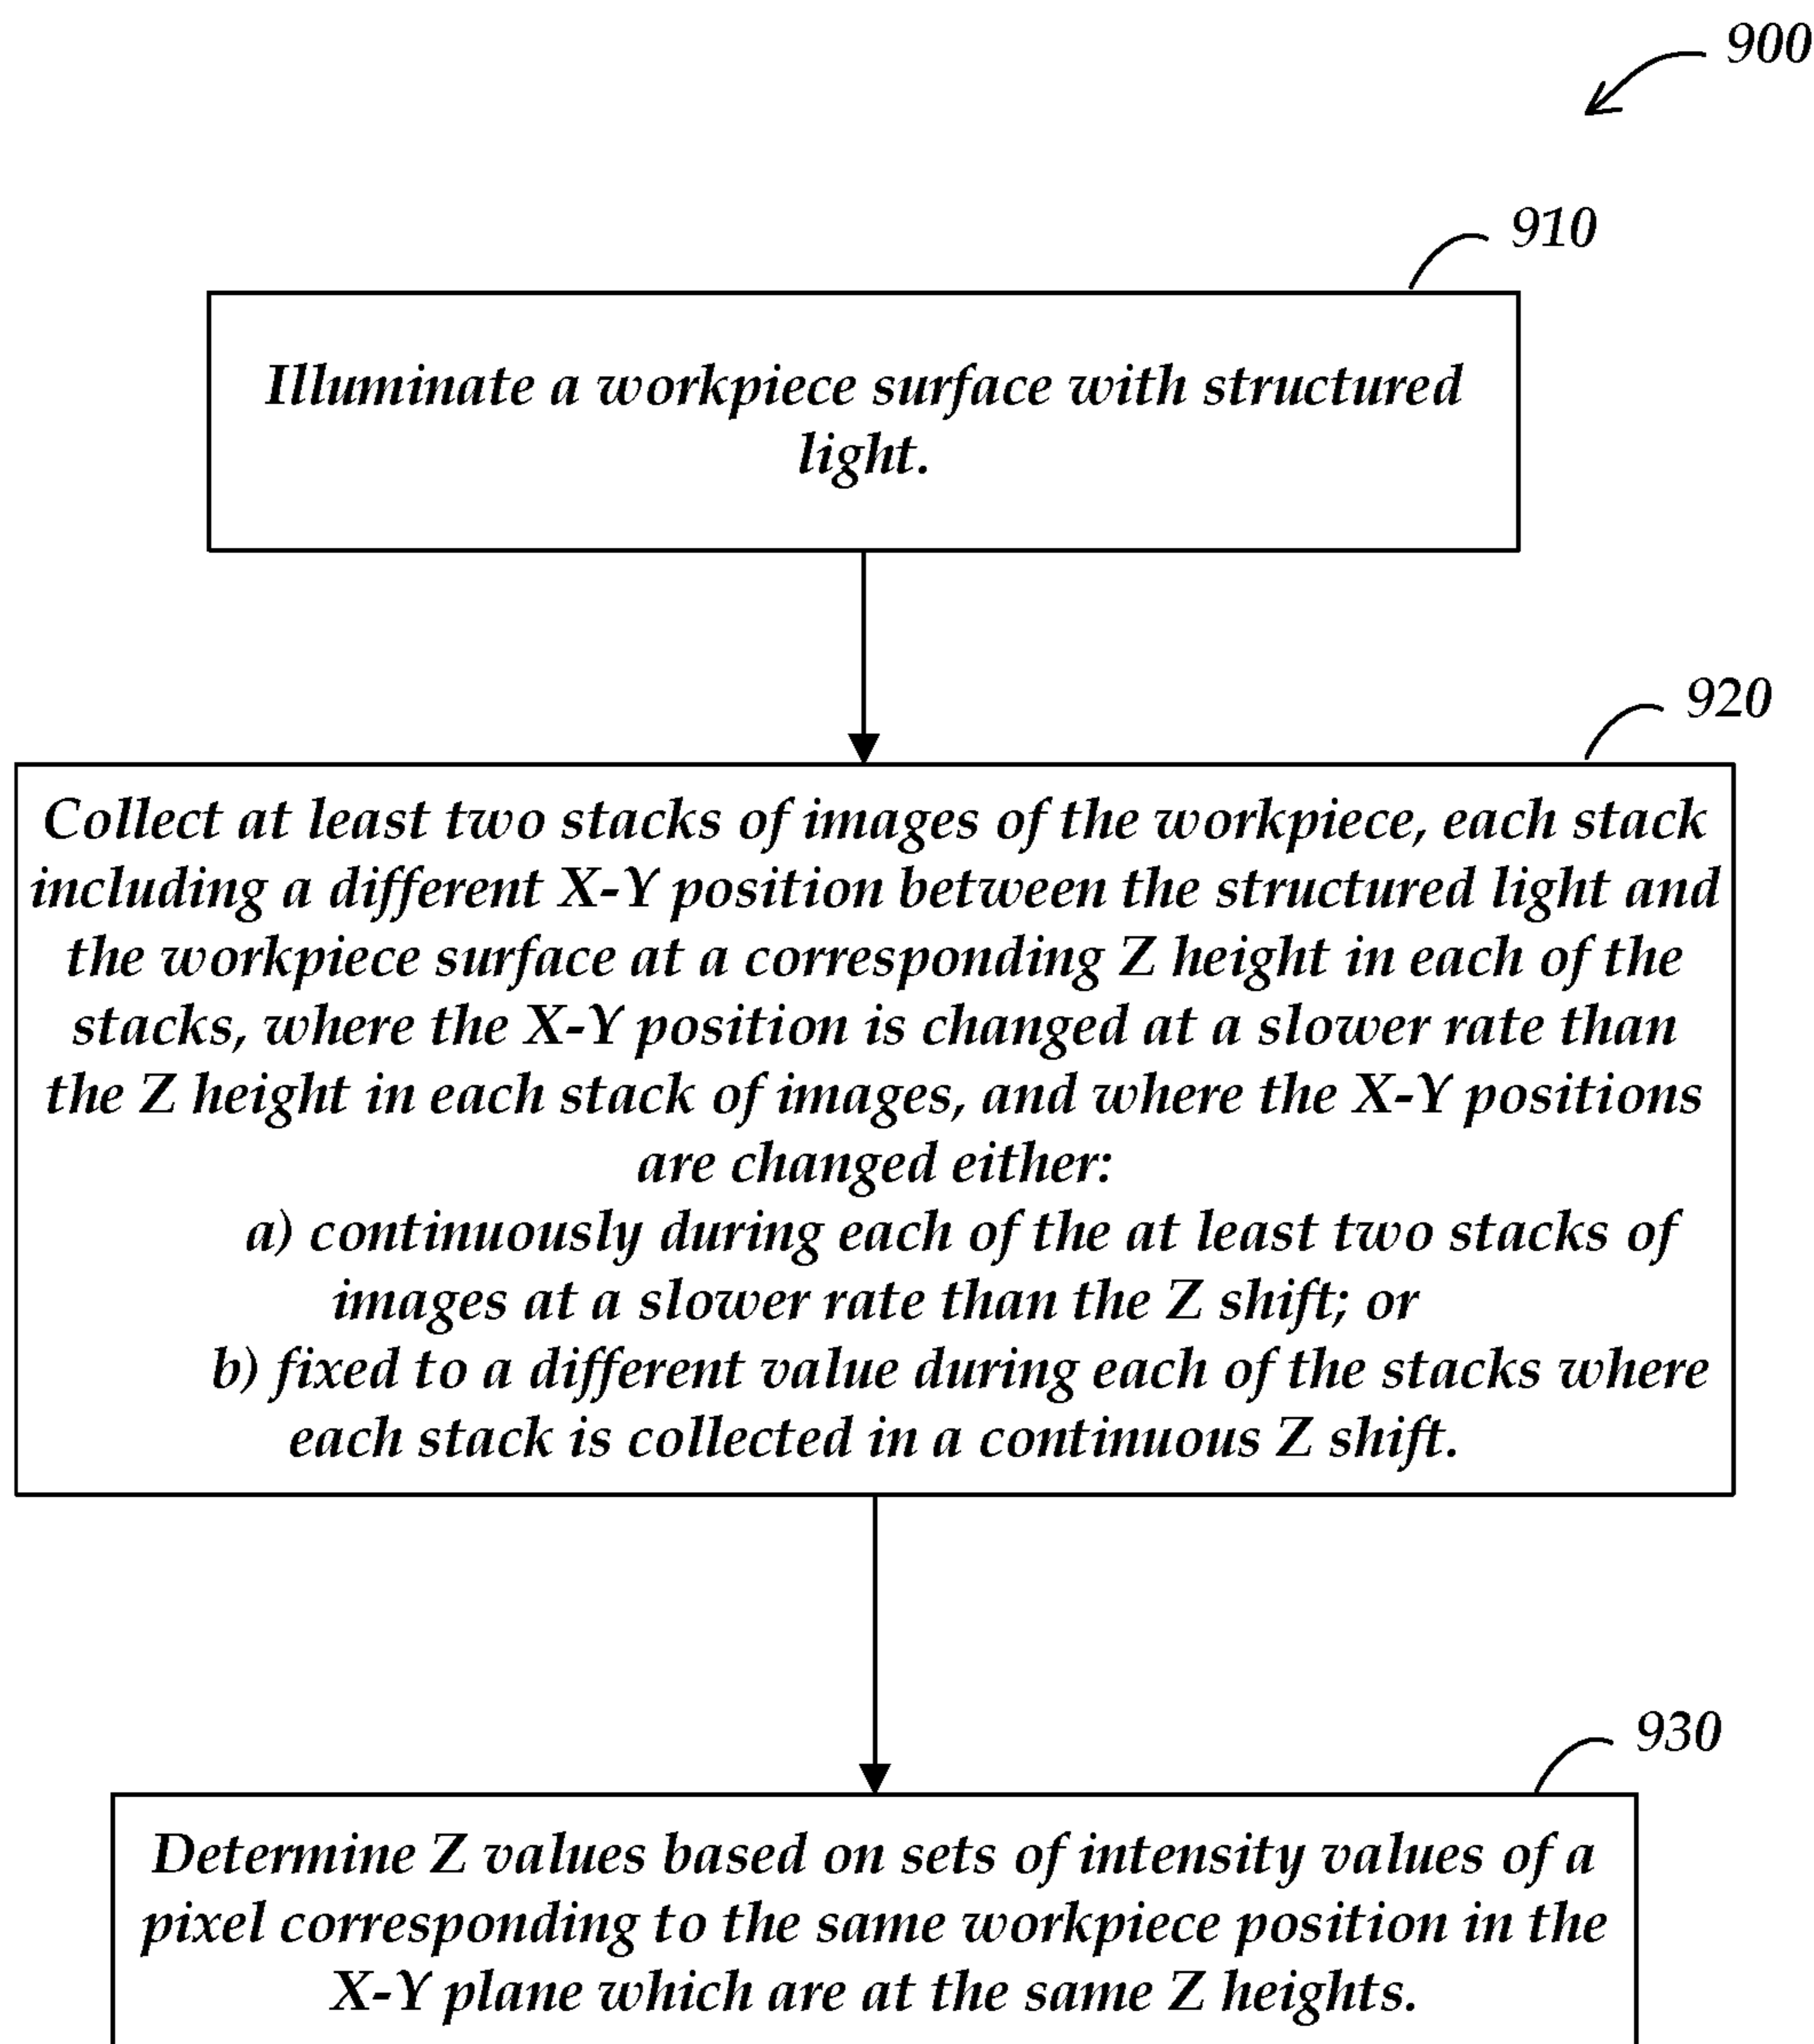 900
910
Illuminate a workpiece surface with structured
light.
920
Collect at least two stacks of images of the workpiece, each stack
including a different X-Y position between the structured light and
the workpiece surface at a corresponding Z height in each of the
stacks, where the X-Y position is changed at a slower rate than
the Z height in each stack of images, and where the X-Y positions
are changed either:
a) continuously during each of the at least two stacks of
images at a slower rate than the Z shift; or
b) fixed to a different value during each of the stacks where
each stack is collected in a continuous Z shift.
930
Determine Z values based on sets of intensity values of a
pixel corresponding to the same workpiece position in the
X-Y plane which are at the same Z heights.